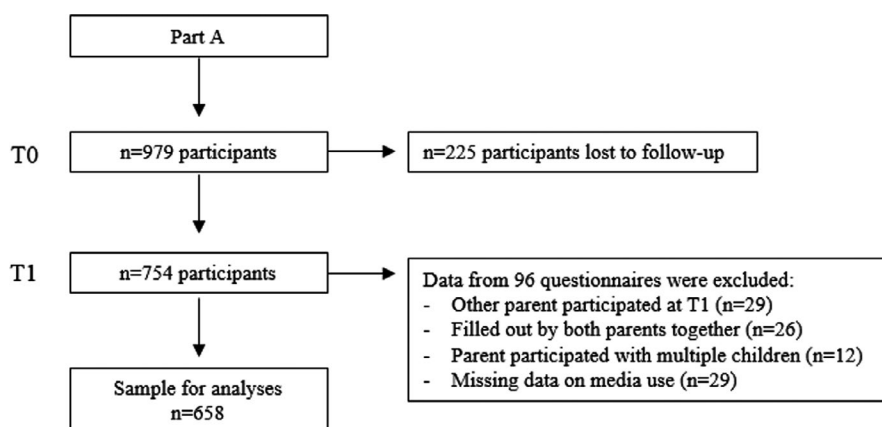 Part A
T0
n=979 participants
n=225 participants lost to follow-up
T1
n=754 participants
Data from 96 questionnaires were excluded:
- Other parent participated at T1 (n=29)
- Filled out by both parents together (n=26)
- Parent participated with multiple children (n=12)
- Missing data on media use (n=29)
Sample for analyses
n=658